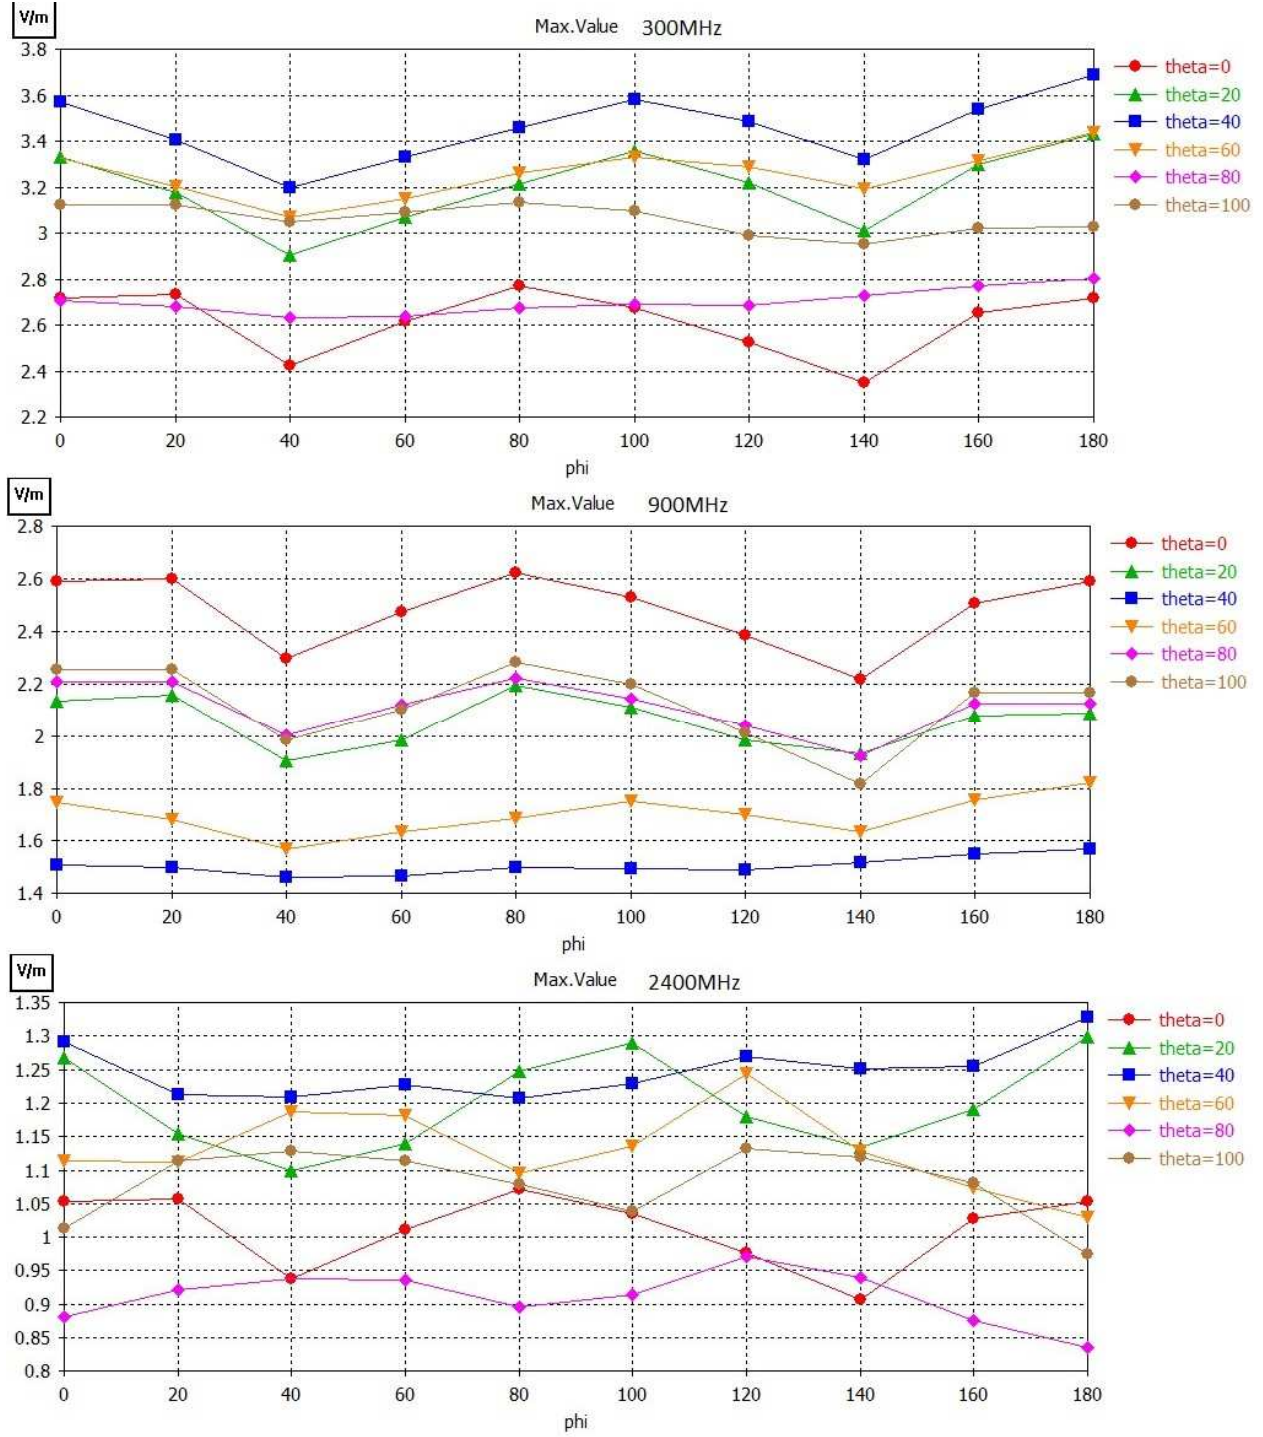 V/m
Max.Value 300MHz
3.8
3.6
3.4
3.2
3
2.8
2.6
2.4
2.2
0 20 40 60 80 100 120 140 160 180
phi
theta=0
theta=20
theta=40
theta=60
theta=80
theta=100
V/m
Max.Value 900MHz
2.8
2.6
2.4
2.2
2
1.8
1.6
1.4
0 20 40 60 80 100 120 140 160 180
phi
theta=0
theta=20
theta=40
theta=60
theta=80
theta=100
V/m
Max.Value 2400MHz
1.35
1.3
1.25
1.2
1.15
1.1
1.05
1
0.95
0.9
0.85
0.8
0 20 40 60 80 100 120 140 160 180
phi
theta=0
theta=20
theta=40
theta=60
theta=80
theta=100